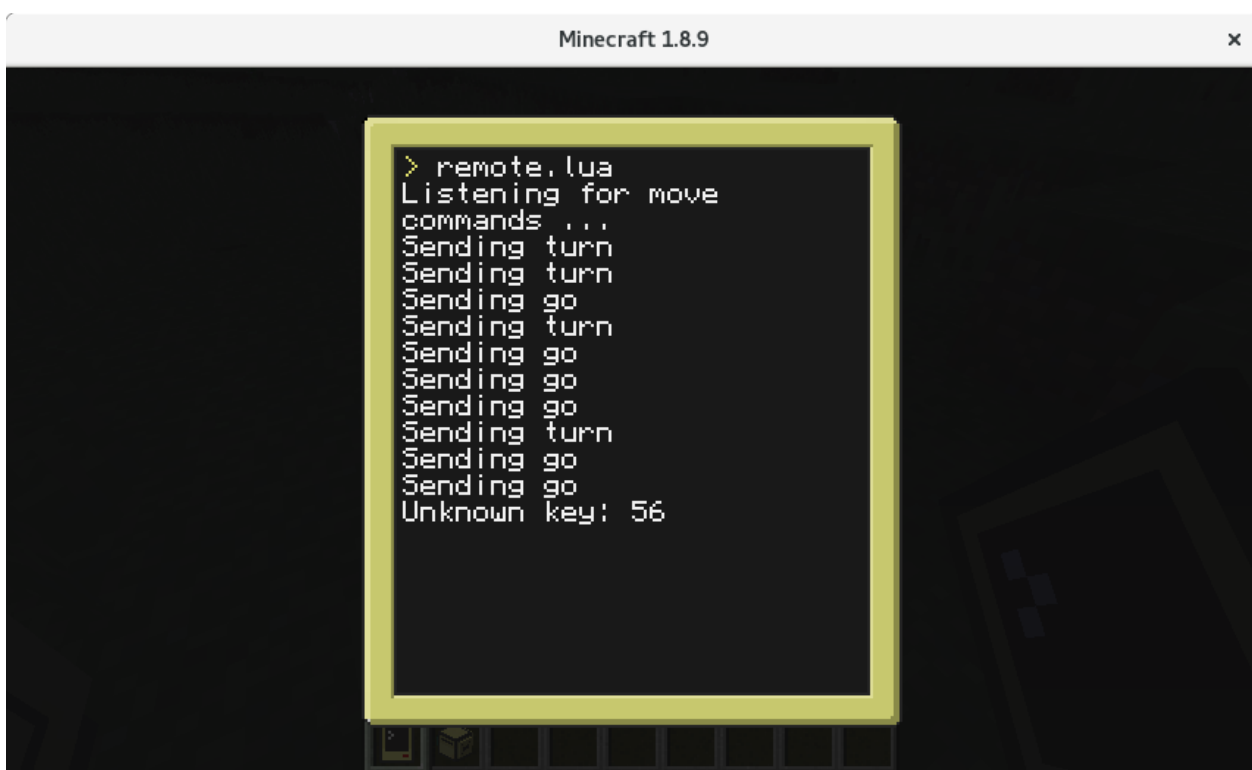 Minecraft 1.8.9
> remote.lua
Listening for move
commands ...
Sending turn
Sending turn
Sending go
Sending turn
Sending go
Sending go
Sending go
Sending turn
Sending go
Sending go
Unknown key: 56